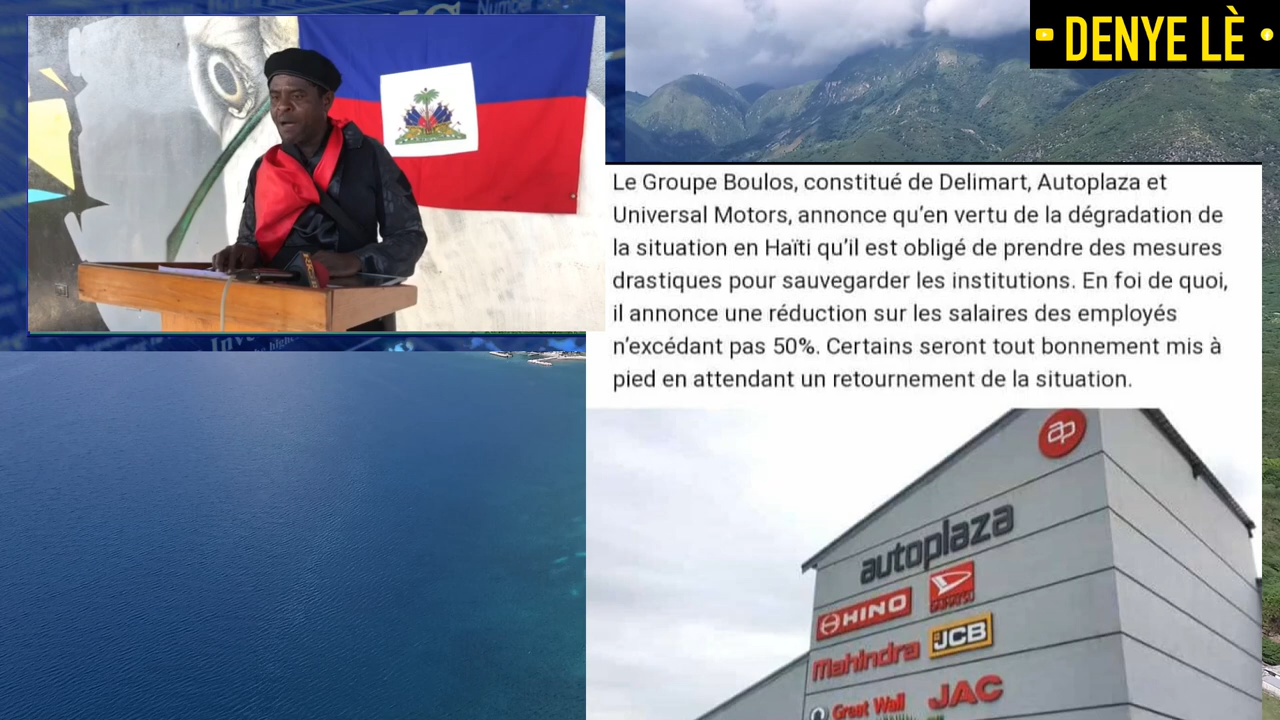 DENYE LÈ
Le Groupe Boulos, constitué de Delimart, Autoplaza et
Universal Motors, annonce qu'en vertu de la dégradation de
la situation en Haïti qu'il est obligé de prendre des mesures
drastiques pour sauvegarder les institutions. En foi de quoi,
il annonce une réduction sur les salaires des employés
n'excédant pas 50%. Certains seront tout bonnement mis à
pied en attendant un retournement de la situation.
ap
autoplaza
HINO
DAIHATSU
Mahindra
JCB
Great Wall
JAC